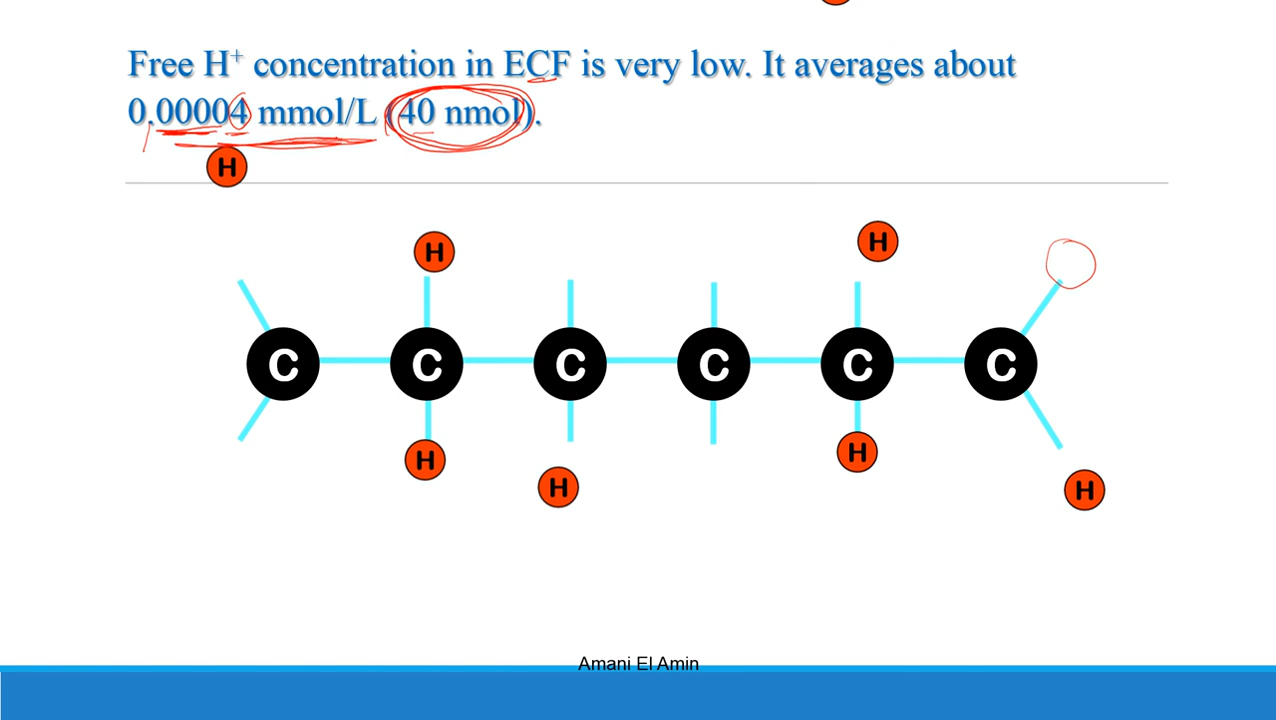 Free H⁺ concentration in ECF is very low. It averages about
0.00004 mmol/L (40 nmol).
H
H
H
C C C C C C
H
H
H
H
Amani El Amin